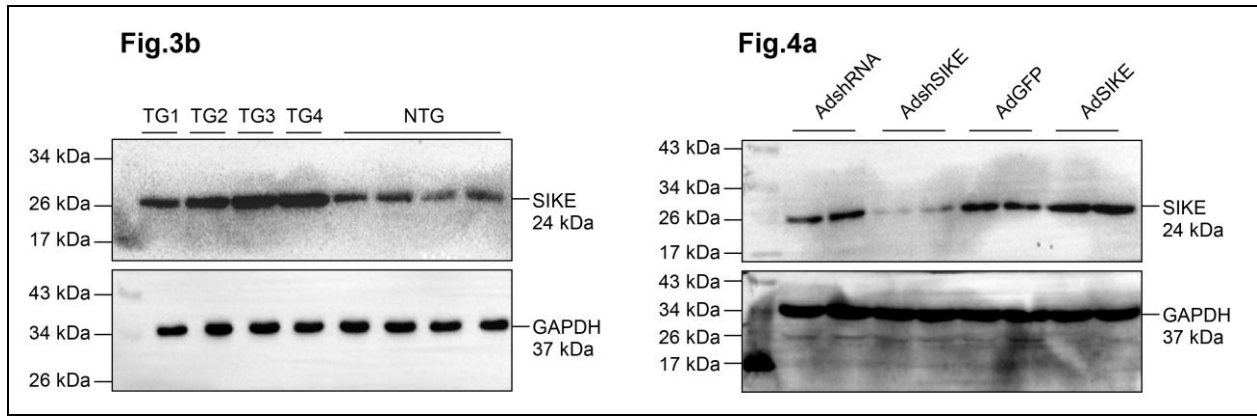 Fig.3b
TG1 TG2 TG3 TG4 NTG
34 kDa
26 kDa
17 kDa
SIKE
24 kDa
43 kDa
34 kDa
26 kDa
GAPDH
37 kDa
Fig.4a
AdshRNA
AdshSIKE
AdGFP
AdSIKE
43 kDa
34 kDa
26 kDa
17 kDa
SIKE
24 kDa
43 kDa
34 kDa
26 kDa
17 kDa
GAPDH
37 kDa